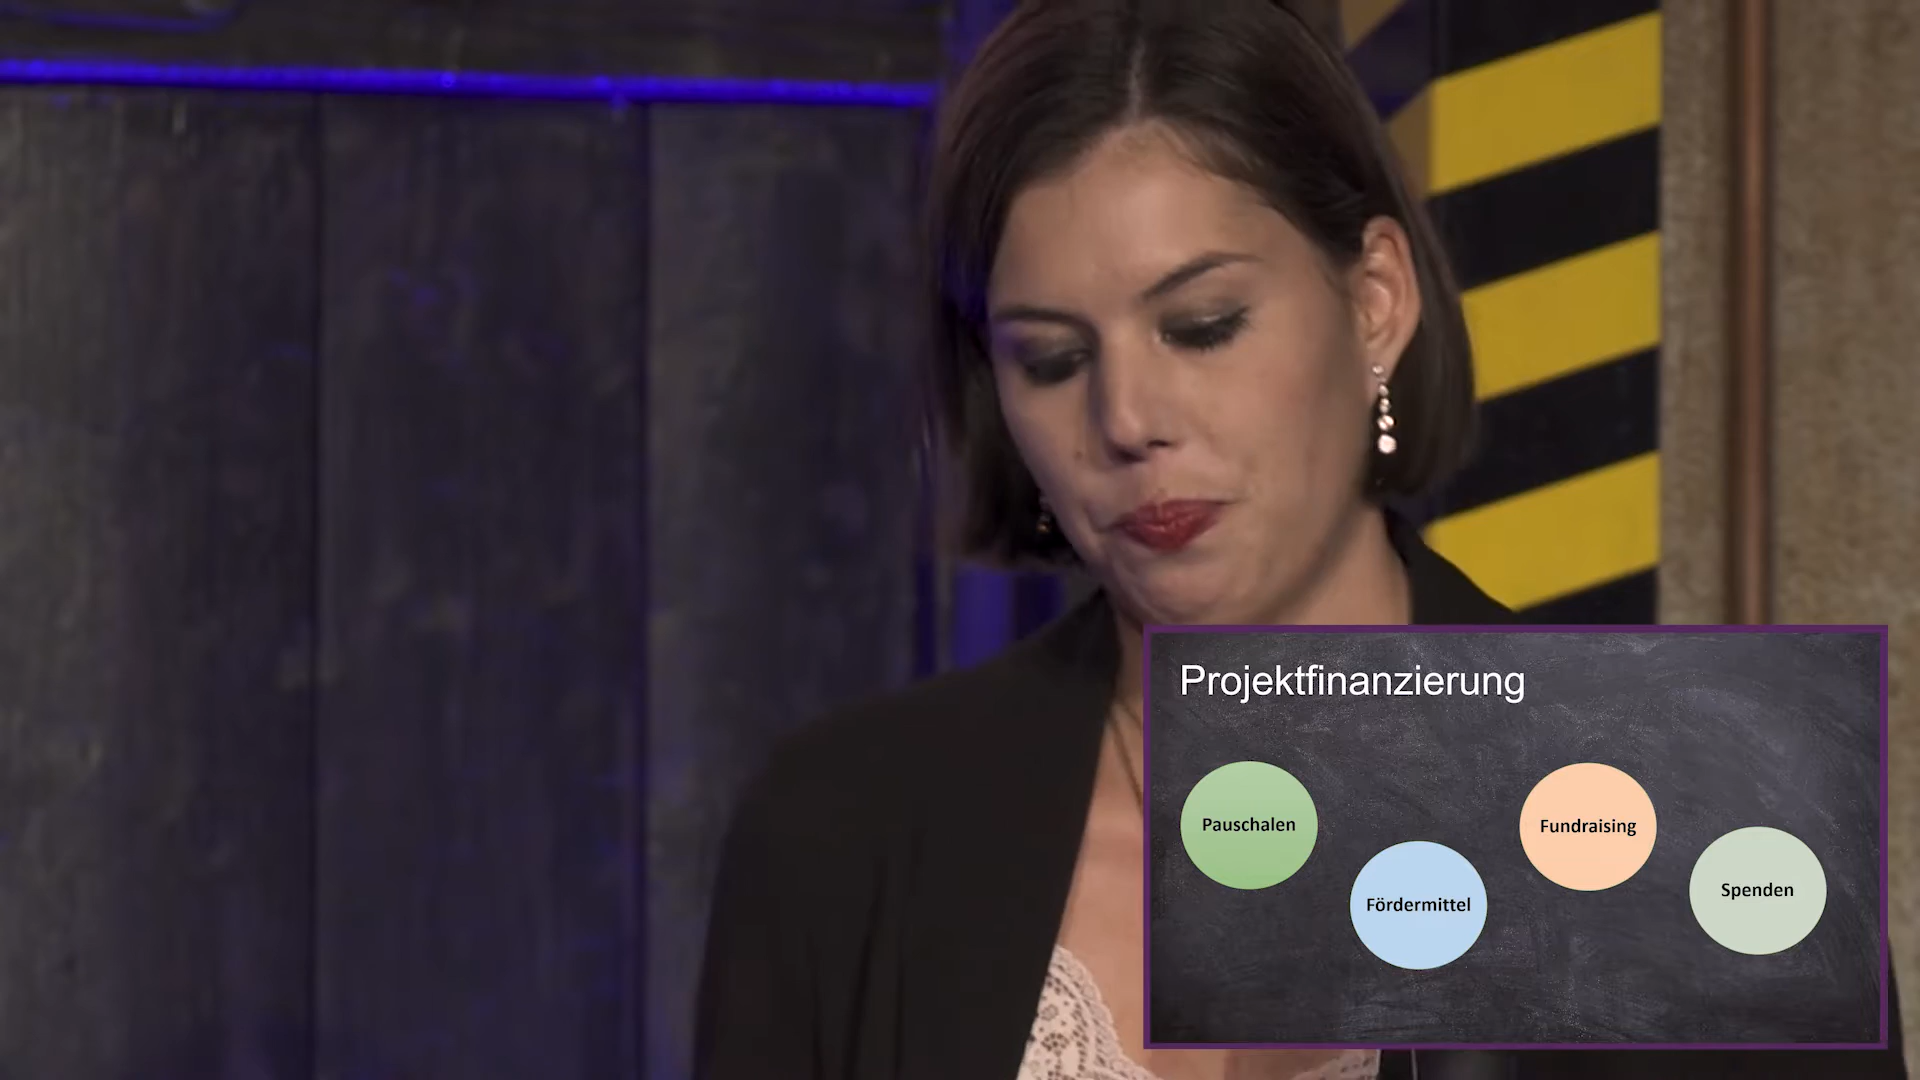 Projektfinanzierung
Pauschalen
Fördermittel
Fundraising
Spenden